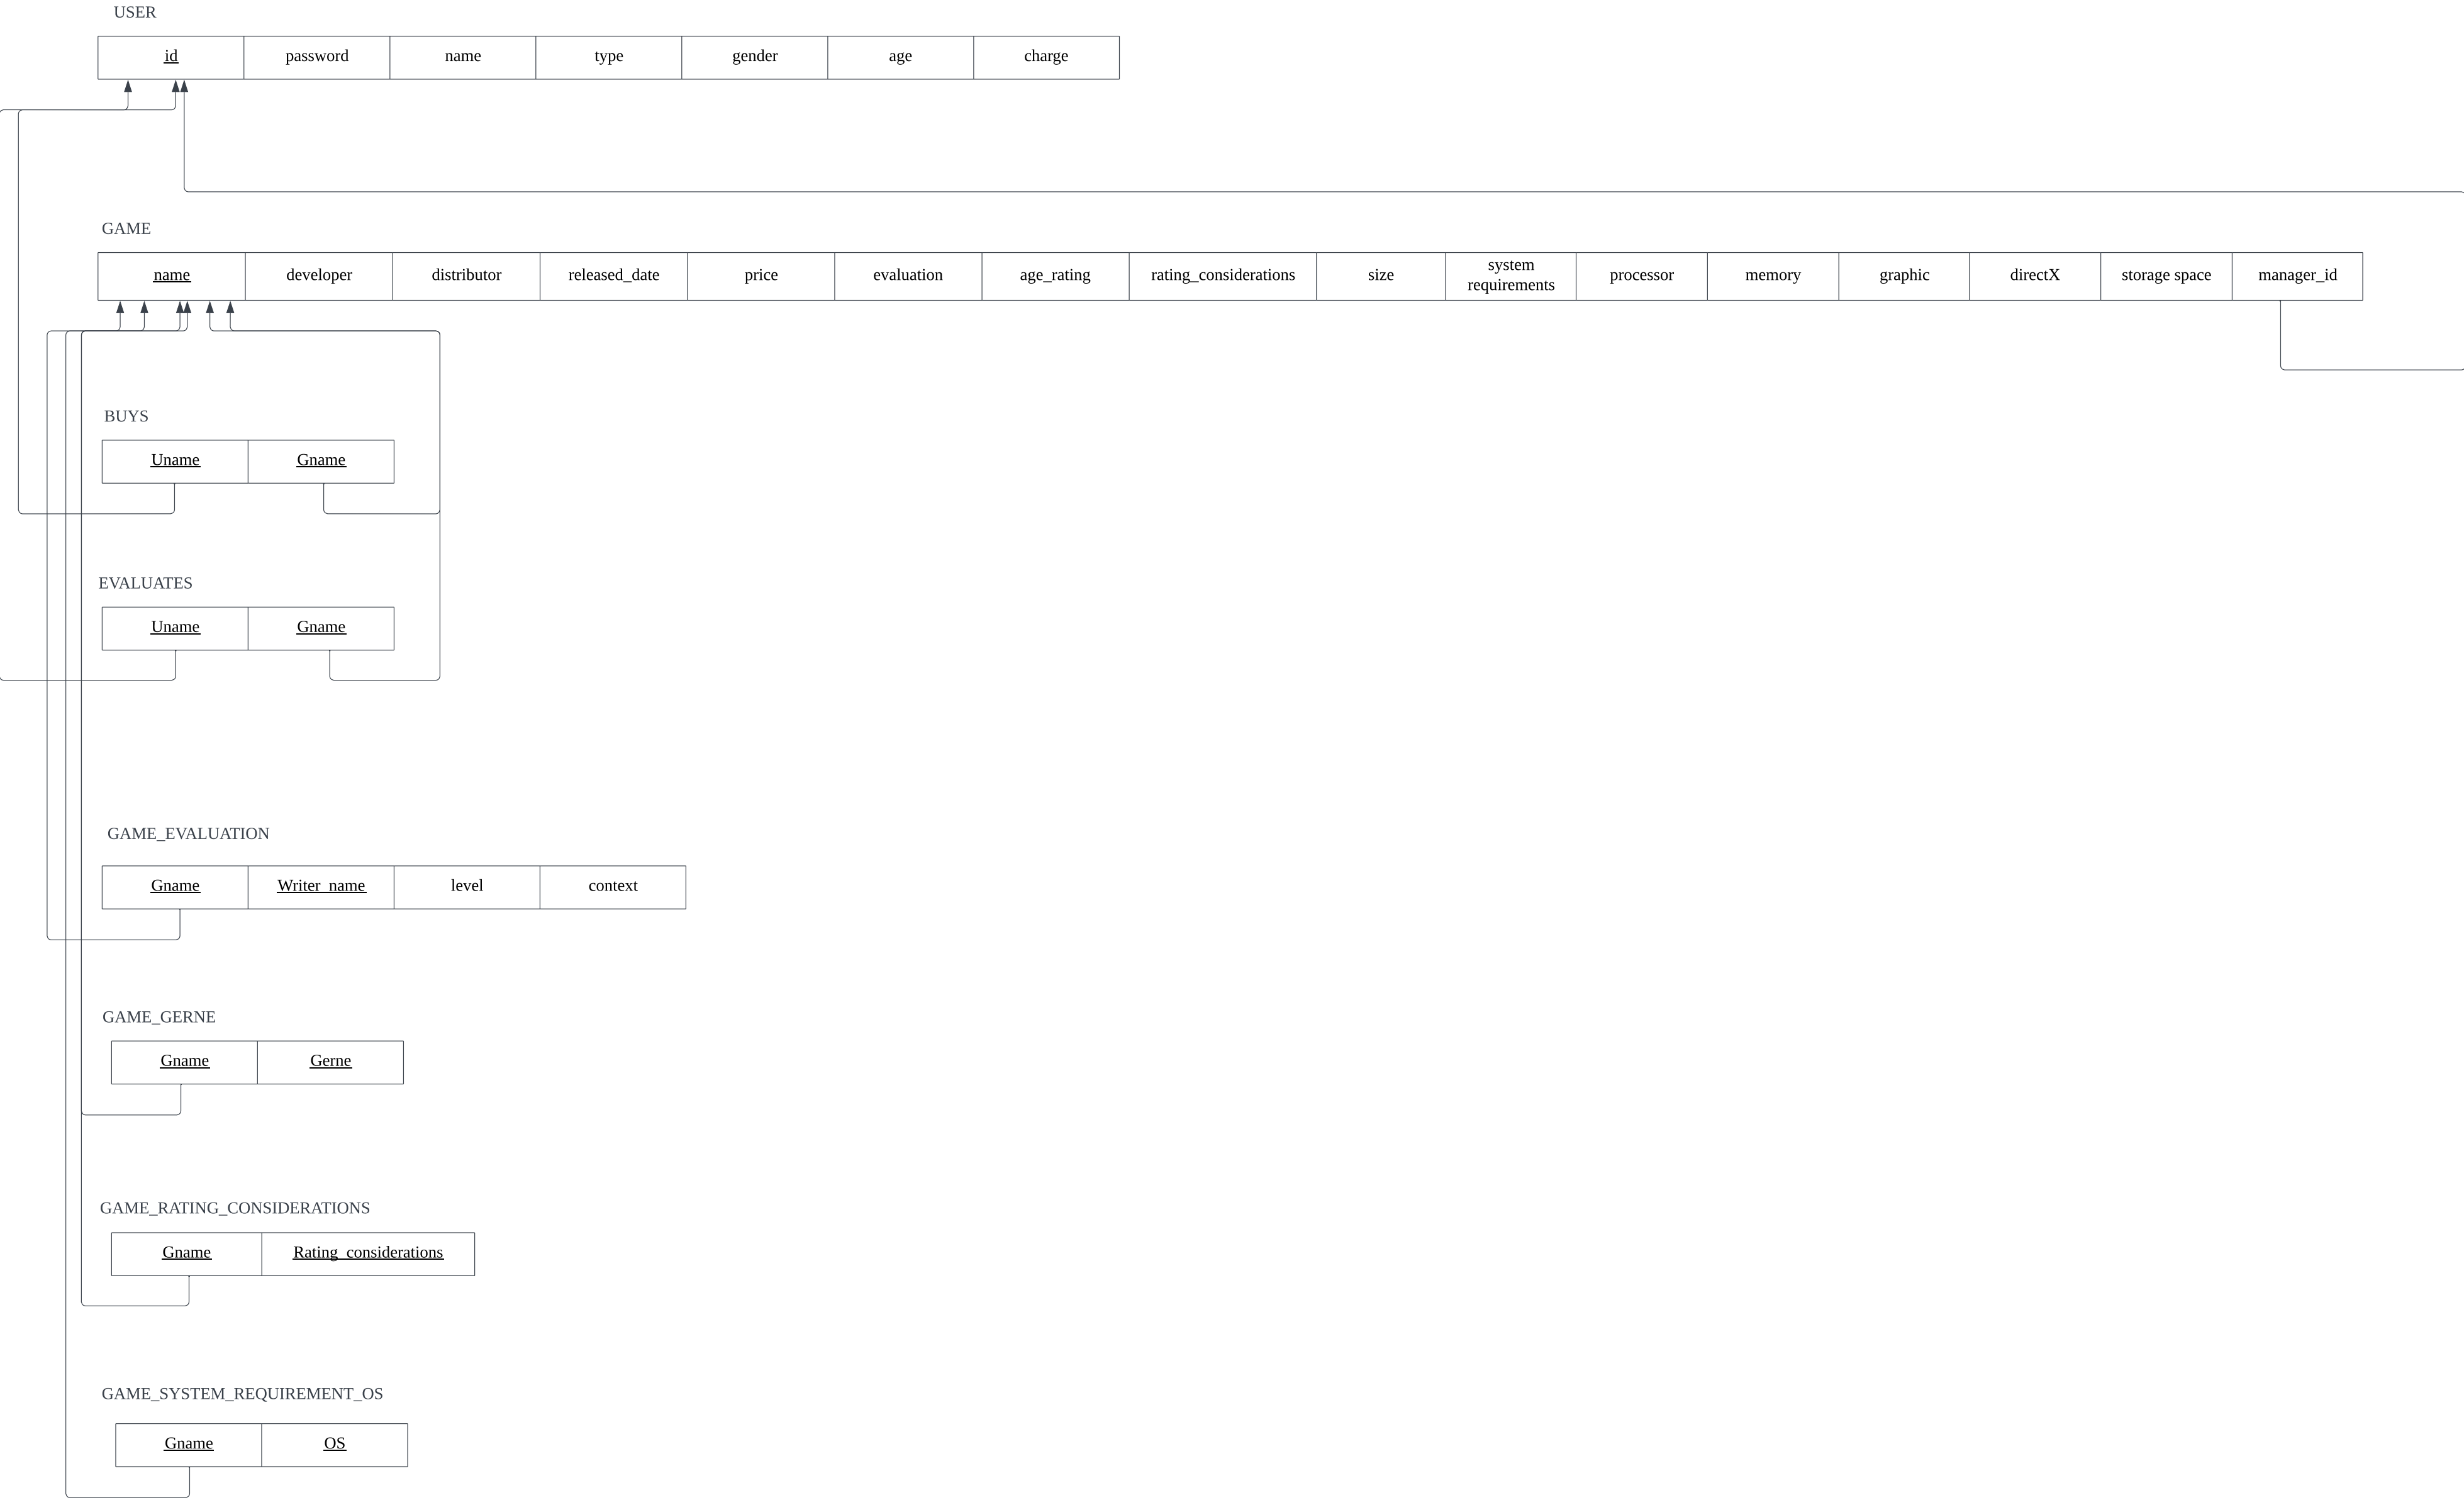 USER
id password name type gender age charge
GAME
name developer distributor released_date price evaluation age_rating rating_considerations size system requirements processor memory graphic directX storage space manager_id
BUYS
Uname Gname
EVALUATES
Uname Gname
GAME_EVALUATION
Gname Writer_name level context
GAME_GERNE
Gname Gerne
GAME_RATING_CONSIDERATIONS
Gname Rating_considerations
GAME_SYSTEM_REQUIREMENT_OS
Gname OS